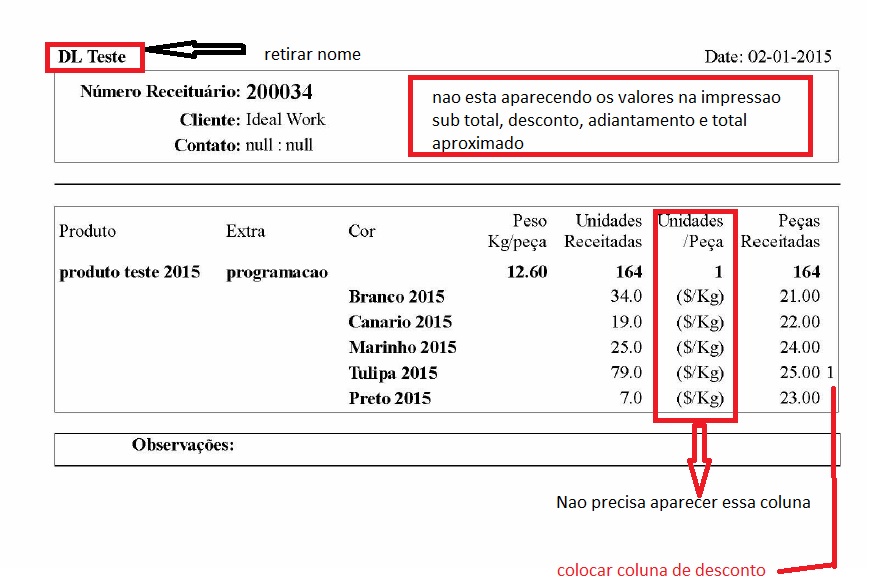 DL Teste retirar nome Date: 02-01-2015
Número Receituário: 200034
Cliente: Ideal Work
Contato: null : null
nao esta aparecendo os valores na impressao
sub total, desconto, adiantamento e total
aproximado
Produto Extra Cor Peso Kg/peça Unidades Receitadas Unidades /Peça Peças Receitadas
produto teste 2015 programacao 12.60 164 1 164
Branco 2015 34.0 ($/Kg) 21.00
Canario 2015 19.0 ($/Kg) 22.00
Marinho 2015 25.0 ($/Kg) 24.00
Tulipa 2015 79.0 ($/Kg) 25.00 1
Preto 2015 7.0 ($/Kg) 23.00
Observações:
Nao precisa aparecer essa coluna
colocar coluna de desconto